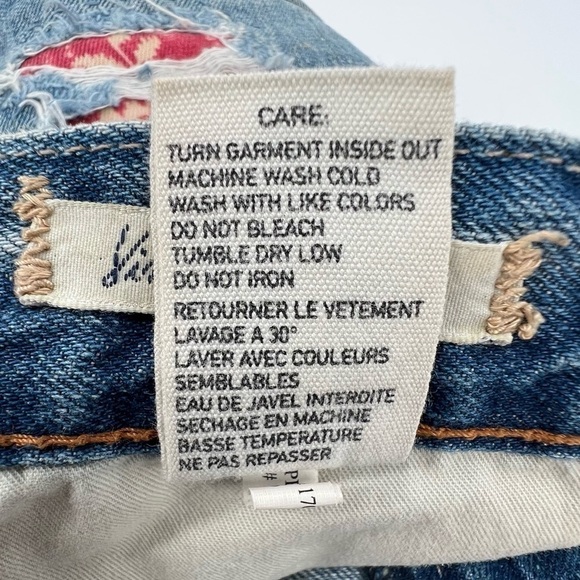 CARE:
TURN GARMENT INSIDE OUT
MACHINE WASH COLD
WASH WITH LIKE COLORS
DO NOT BLEACH
TUMBLE DRY LOW
DO NOT IRON
RETOURNER LE VETEMENT
LAVAGE A 30°
LAVER AVEC COULEURS
SEMBLABLES
EAU DE JAVEL INTERDITE
SECHAGE EN MACHINE
BASSE TEMPERATURE
NE PAS REPASSER